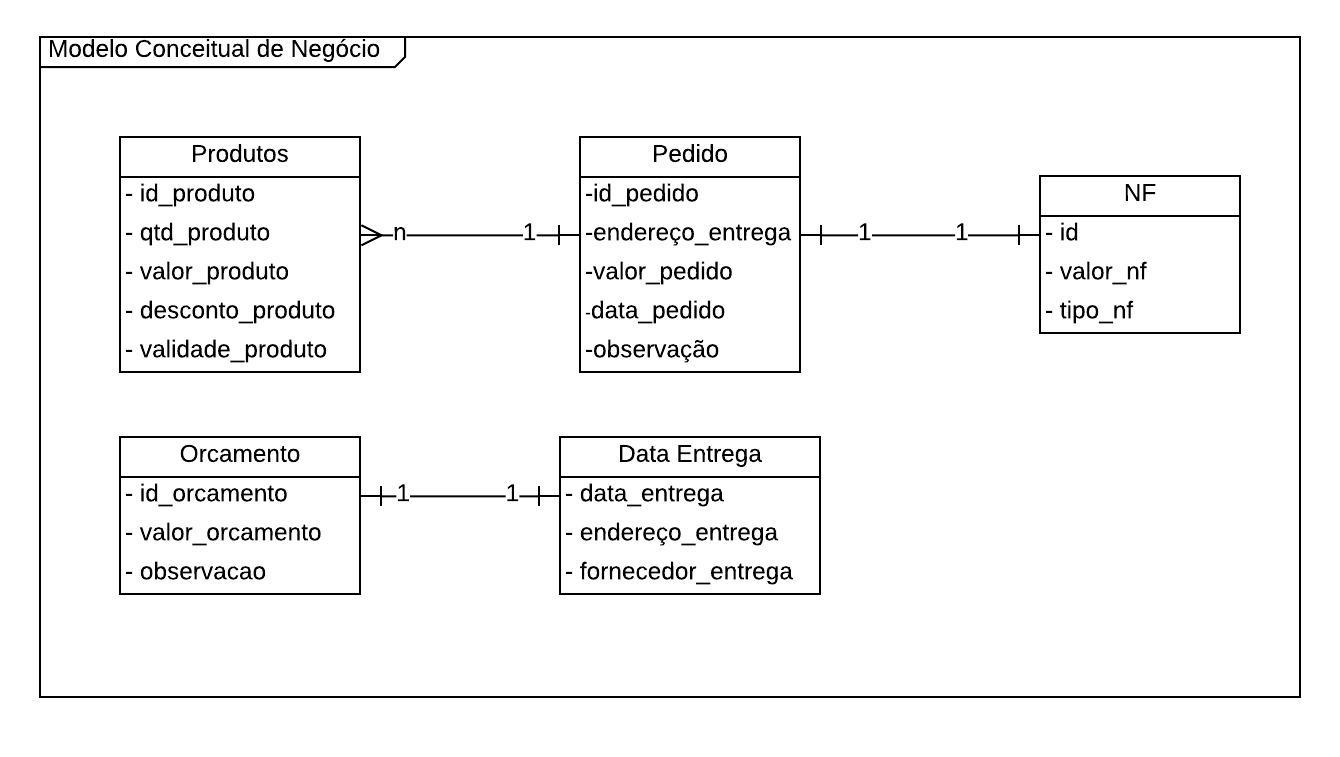 Modelo Conceitual de Negócio
Produtos
- id_produto
- qtd_produto
- valor_produto
- desconto_produto
- validade_produto
n
1
Pedido
-id_pedido
-endereço_entrega
-valor_pedido
-data_pedido
-observação
1
1
NF
- id
- valor_nf
- tipo_nf
Orcamento
- id_orcamento
- valor_orcamento
- observacao
1
1
Data Entrega
- data_entrega
- endereço_entrega
- fornecedor_entrega